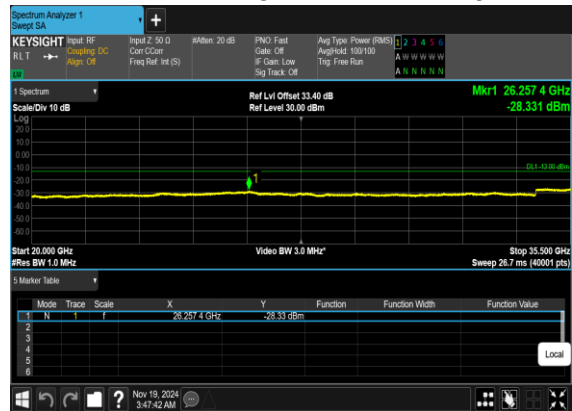 Spectrum Analyzer 1
Swept SA
+
KEYSIGHT Input: RF Input Z: 50 Ω #Atten: 20 dB PNO: Fast Avg Type: Power (RMS) 1 2 3 4 5 6
RLT Coupling: DC Corr CCorr Gate: Off Avg|Hold: 100/100 A W W W W W
Align: Off Freq Ref: Int (S) IF Gain: Low Trig: Free Run
Sig Track: Off A N N N N N
LW
1 Spectrum
Ref Lvl Offset 33.40 dB Mkr1 26.257 4 GHz
Scale/Div 10 dB Ref Level 30.00 dBm -28.331 dBm
Log
20.0
10.0
0.00
-10.0
DL1 -13.00 dBm
-20.0
1
-30.0
-40.0
-50.0
-60.0
Start 20.000 GHz Video BW 3.0 MHz* Stop 35.500 GHz
#Res BW 1.0 MHz Sweep 26.7 ms (40001 pts)
5 Marker Table
Mode Trace Scale X Y Function Function Width Function Value
1 N 1 f 26.257 4 GHz -28.33 dBm
2
3
4
5
6
Local
? Nov 19, 2024
3:47:42 AM